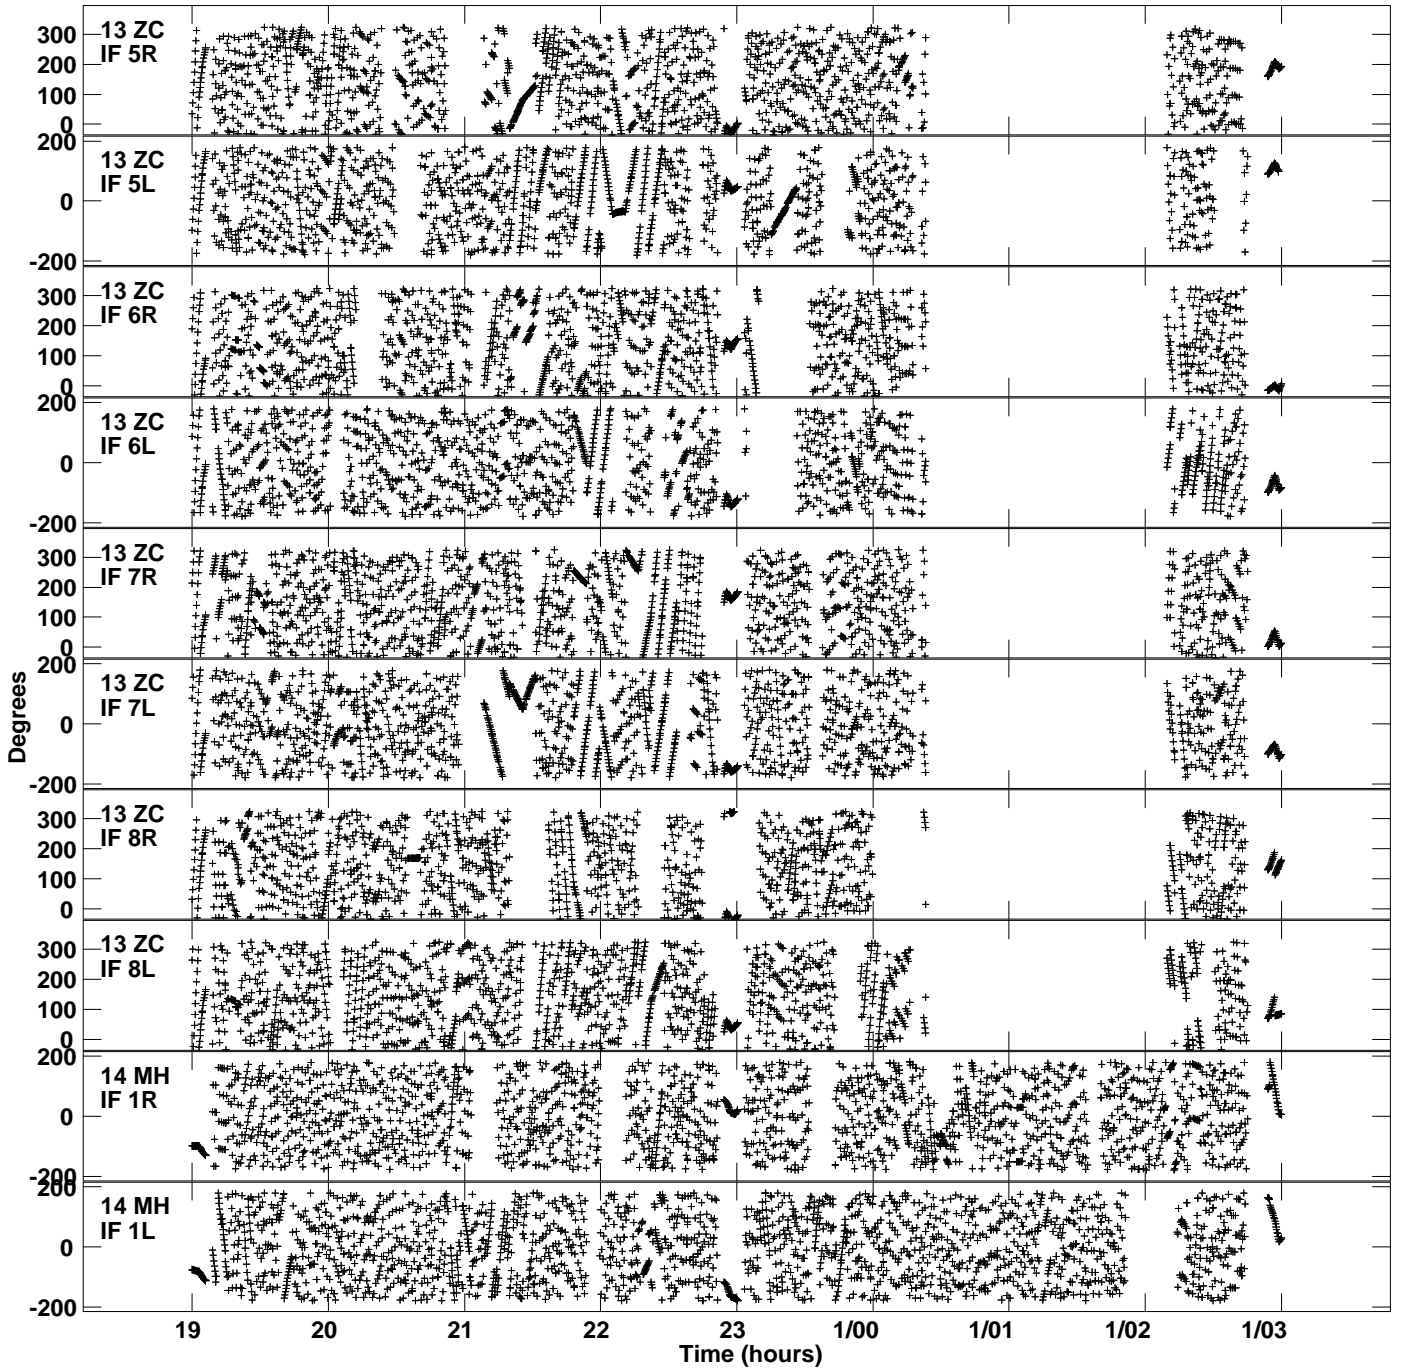 13 ZC
IF 5R
300
200
100
0
13 ZC
IF 5L
200
0
-200
13 ZC
IF 6R
300
200
100
0
13 ZC
IF 6L
200
0
-200
13 ZC
IF 7R
300
200
100
0
13 ZC
IF 7L
200
0
-200
13 ZC
IF 8R
300
200
100
0
13 ZC
IF 8L
300
200
100
0
14 MH
IF 1R
200
0
-200
14 MH
IF 1L
200
0
-200
Degrees
19 20 21 22 23 1/00 1/01 1/02 1/03
Time (hours)